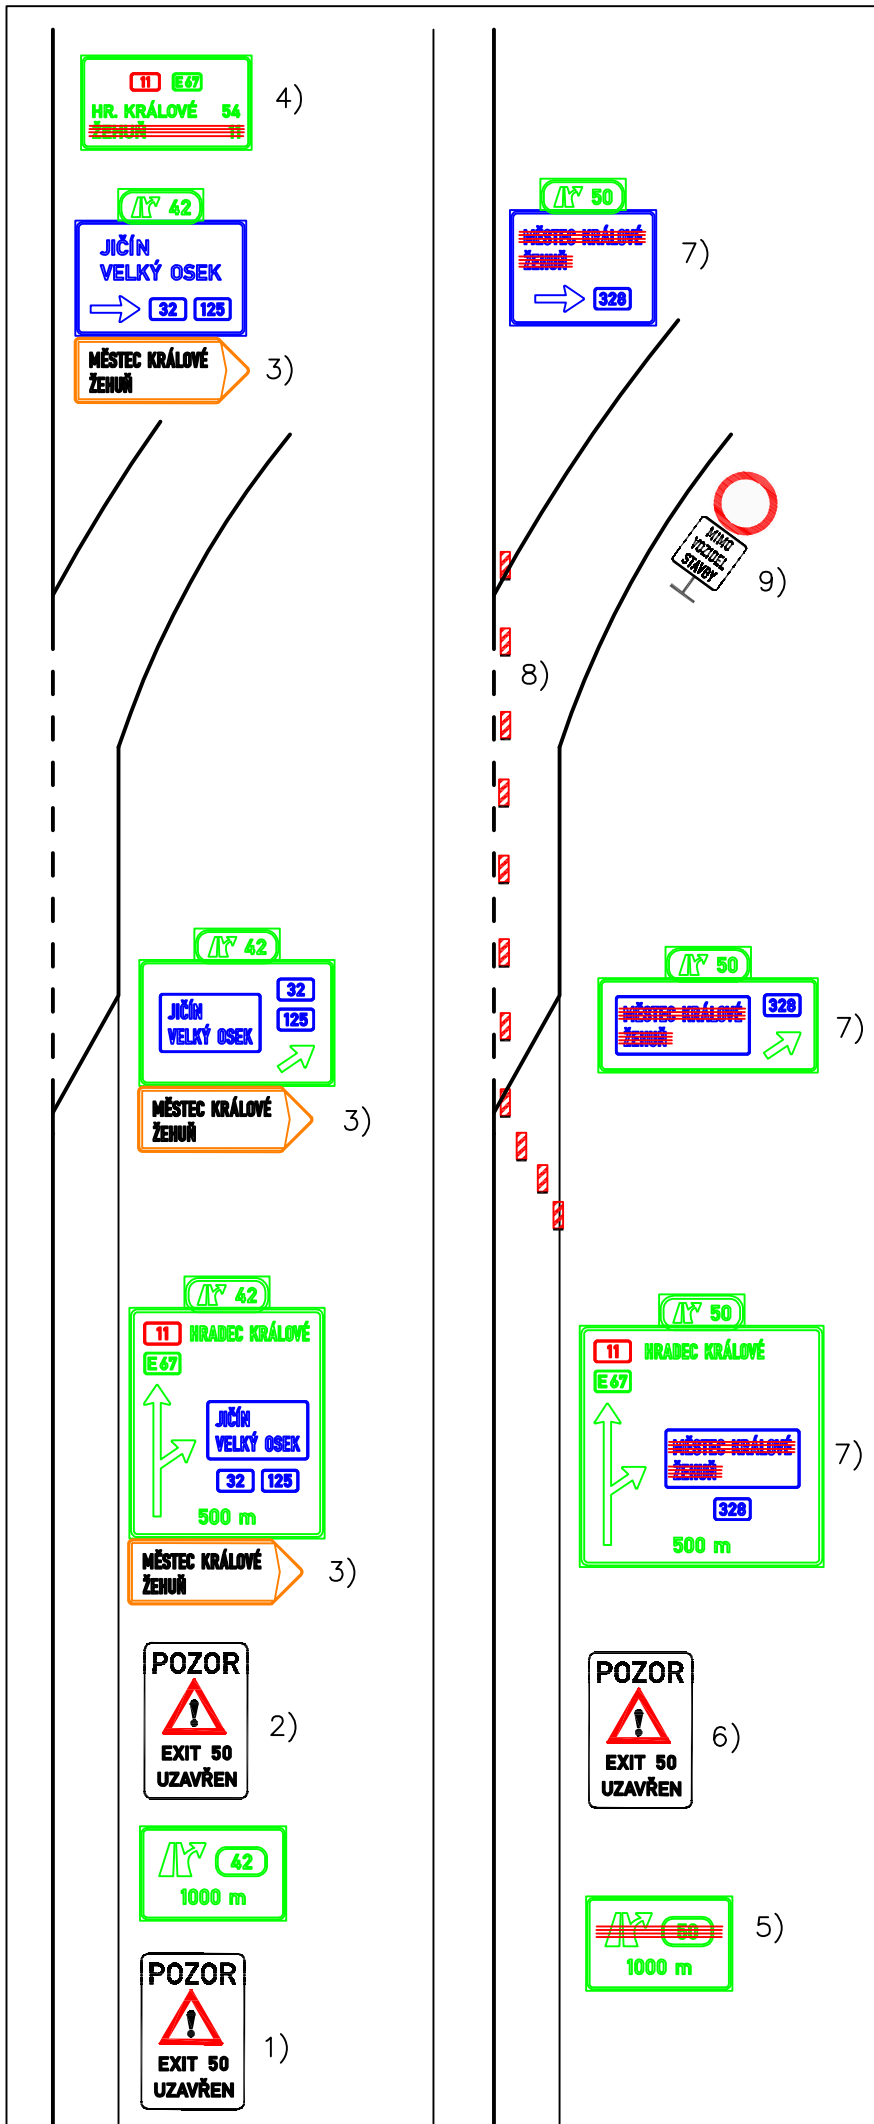 11 E67
HR. KRÁLOVÉ 54
ŽEHUŇ 11
4)
42
JIČÍN
VELKÝ OSEK
32 125
MĚSTEC KRÁLOVÉ
ŽEHUŇ
3)
42
JIČÍN
VELKÝ OSEK
32
125
MĚSTEC KRÁLOVÉ
ŽEHUŇ
3)
42
11 HRADEC KRÁLOVÉ
E67
JIČÍN
VELKÝ OSEK
32 125
500 m
MĚSTEC KRÁLOVÉ
ŽEHUŇ
3)
POZOR
!
EXIT 50
UZAVŘEN
2)
42
1000 m
POZOR
!
EXIT 50
UZAVŘEN
1)
50
MĚSTEC KRÁLOVÉ
ŽEHUŇ
328
7)
MIMO
VOZIDEL
STAVBY
9)
8)
50
MĚSTEC KRÁLOVÉ
ŽEHUŇ
328
7)
50
11 HRADEC KRÁLOVÉ
E67
MĚSTEC KRÁLOVÉ
ŽEHUŇ
328
500 m
7)
POZOR
!
EXIT 50
UZAVŘEN
6)
50
1000 m
5)